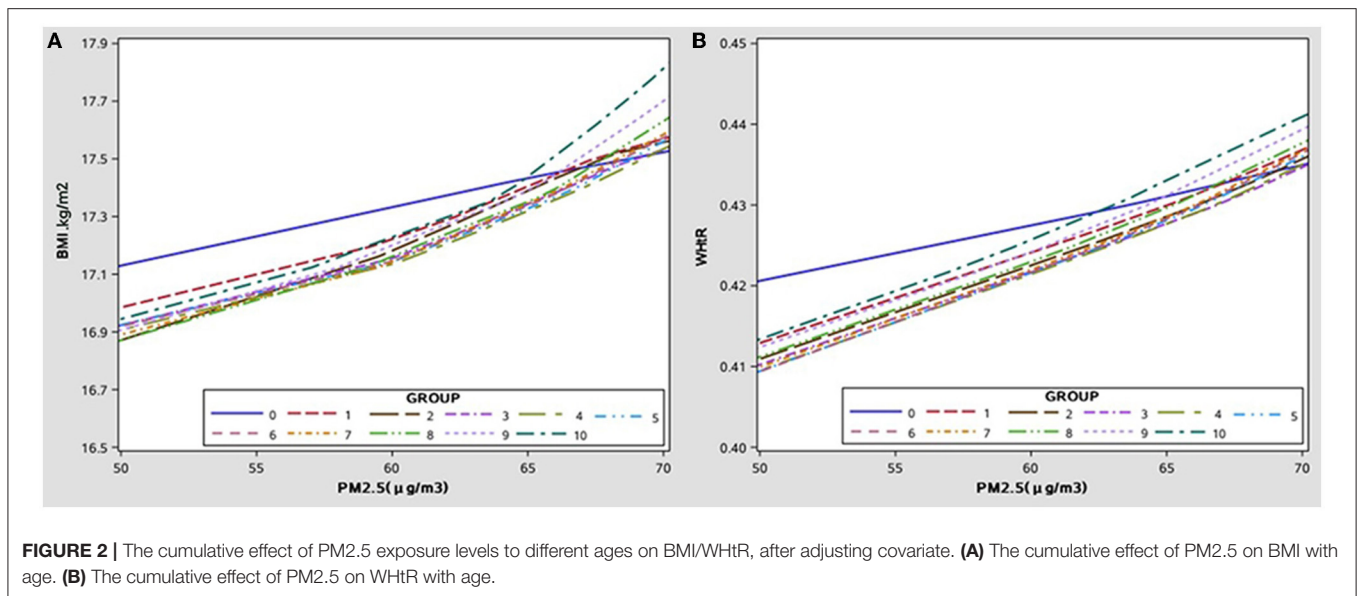 A
17.9
17.7
17.5
17.3
17.1
16.9
16.7
16.5
BMI.kg/m2
GROUP
0 1 2 3 4 5
6 7 8 9 10
50 55 60 65 70
PM2.5(μg/m3)
B
0.45
0.44
0.43
0.42
0.41
0.40
WHtR
GROUP
0 1 2 3 4 5
6 7 8 9 10
50 55 60 65 70
PM2.5(μg/m3)
FIGURE 2 | The cumulative effect of PM2.5 exposure levels to different ages on BMI/WHtR, after adjusting covariate. (A) The cumulative effect of PM2.5 on BMI with
age. (B) The cumulative effect of PM2.5 on WHtR with age.